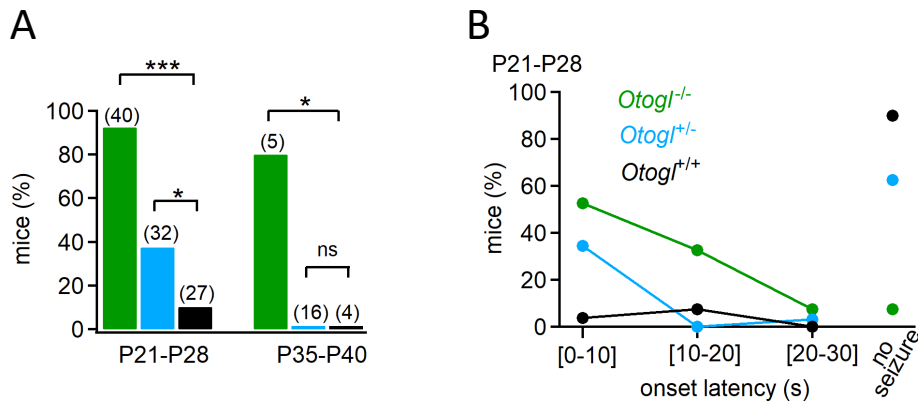 A
mice (%)
100
80
60
40
20
0
***
*
(40)
(32)
(27)
*
(5)
ns
(16) (4)
P21-P28 P35-P40
B
P21-P28
mice (%)
100
80
60
40
20
0
Otogl-/-
Otogl+/-
Otogl+/+
[0-10] [10-20] [20-30] no seizure
onset latency (s)